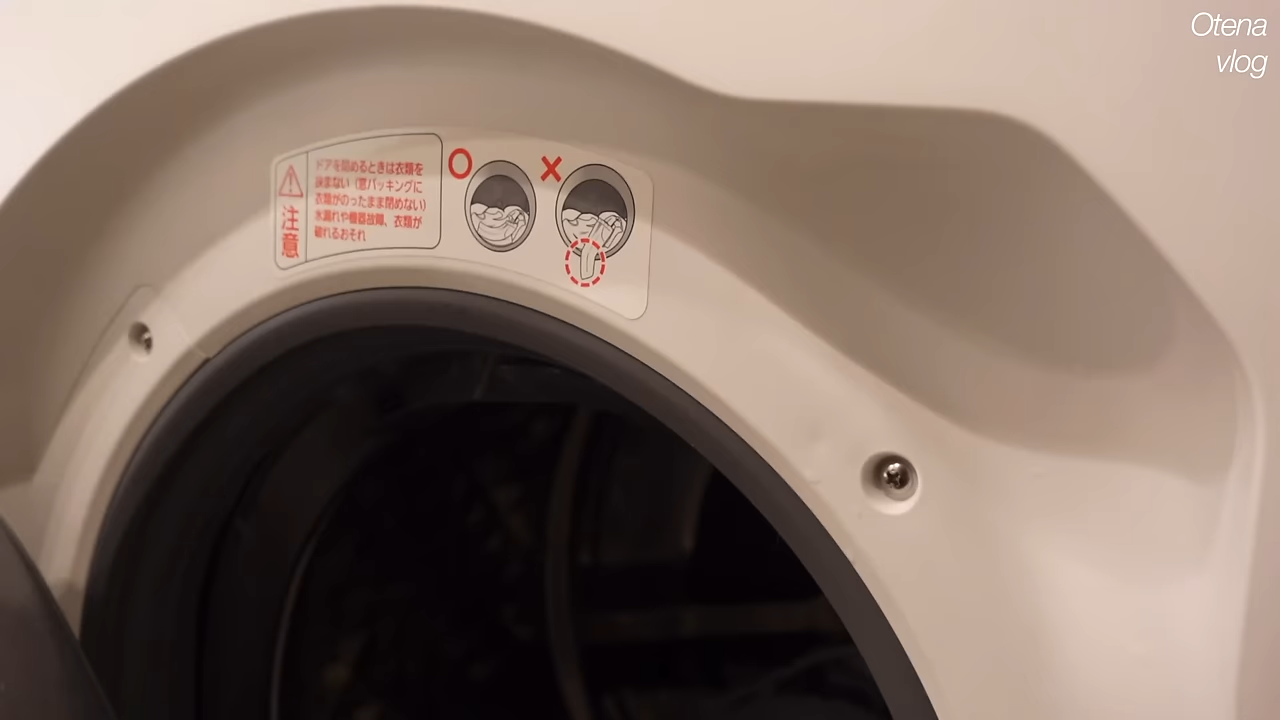 Otena
vlog
注意
ドアを閉めるときは衣類を
挟まない（窓パッキングに
衣類がのったまま閉めない）
水漏れや機器故障、衣類が
破れるおそれ